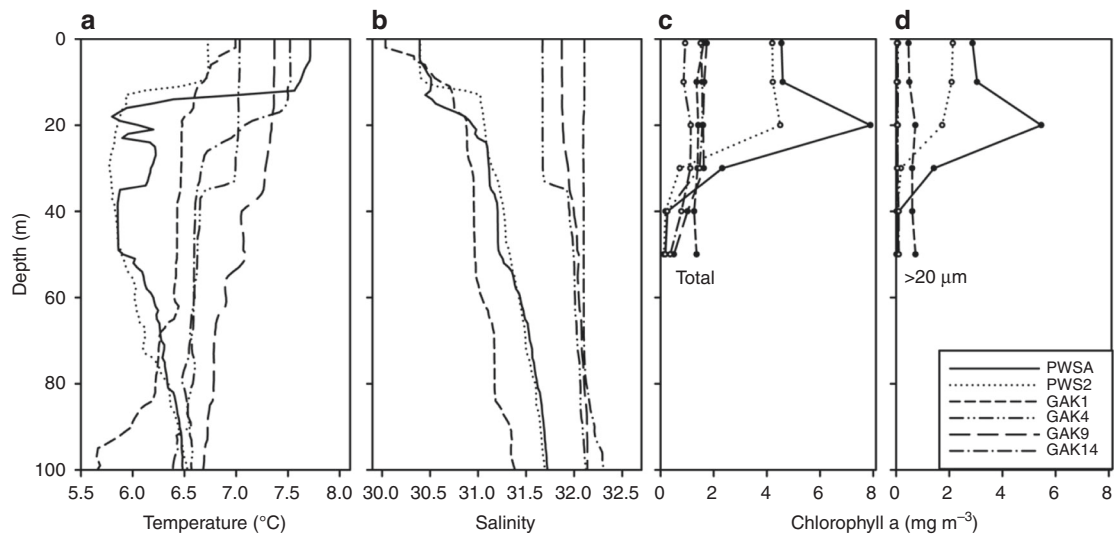 a b c d
0
20
40
60
80
100
Depth (m)
5.5 6.0 6.5 7.0 7.5 8.0
Temperature (°C)
30.0 30.5 31.0 31.5 32.0 32.5
Salinity
Total
0 2 4 6 8
>20 μm
0 2 4 6 8
Chlorophyll a (mg m⁻³)
PWSA
PWS2
GAK1
GAK4
GAK9
GAK14